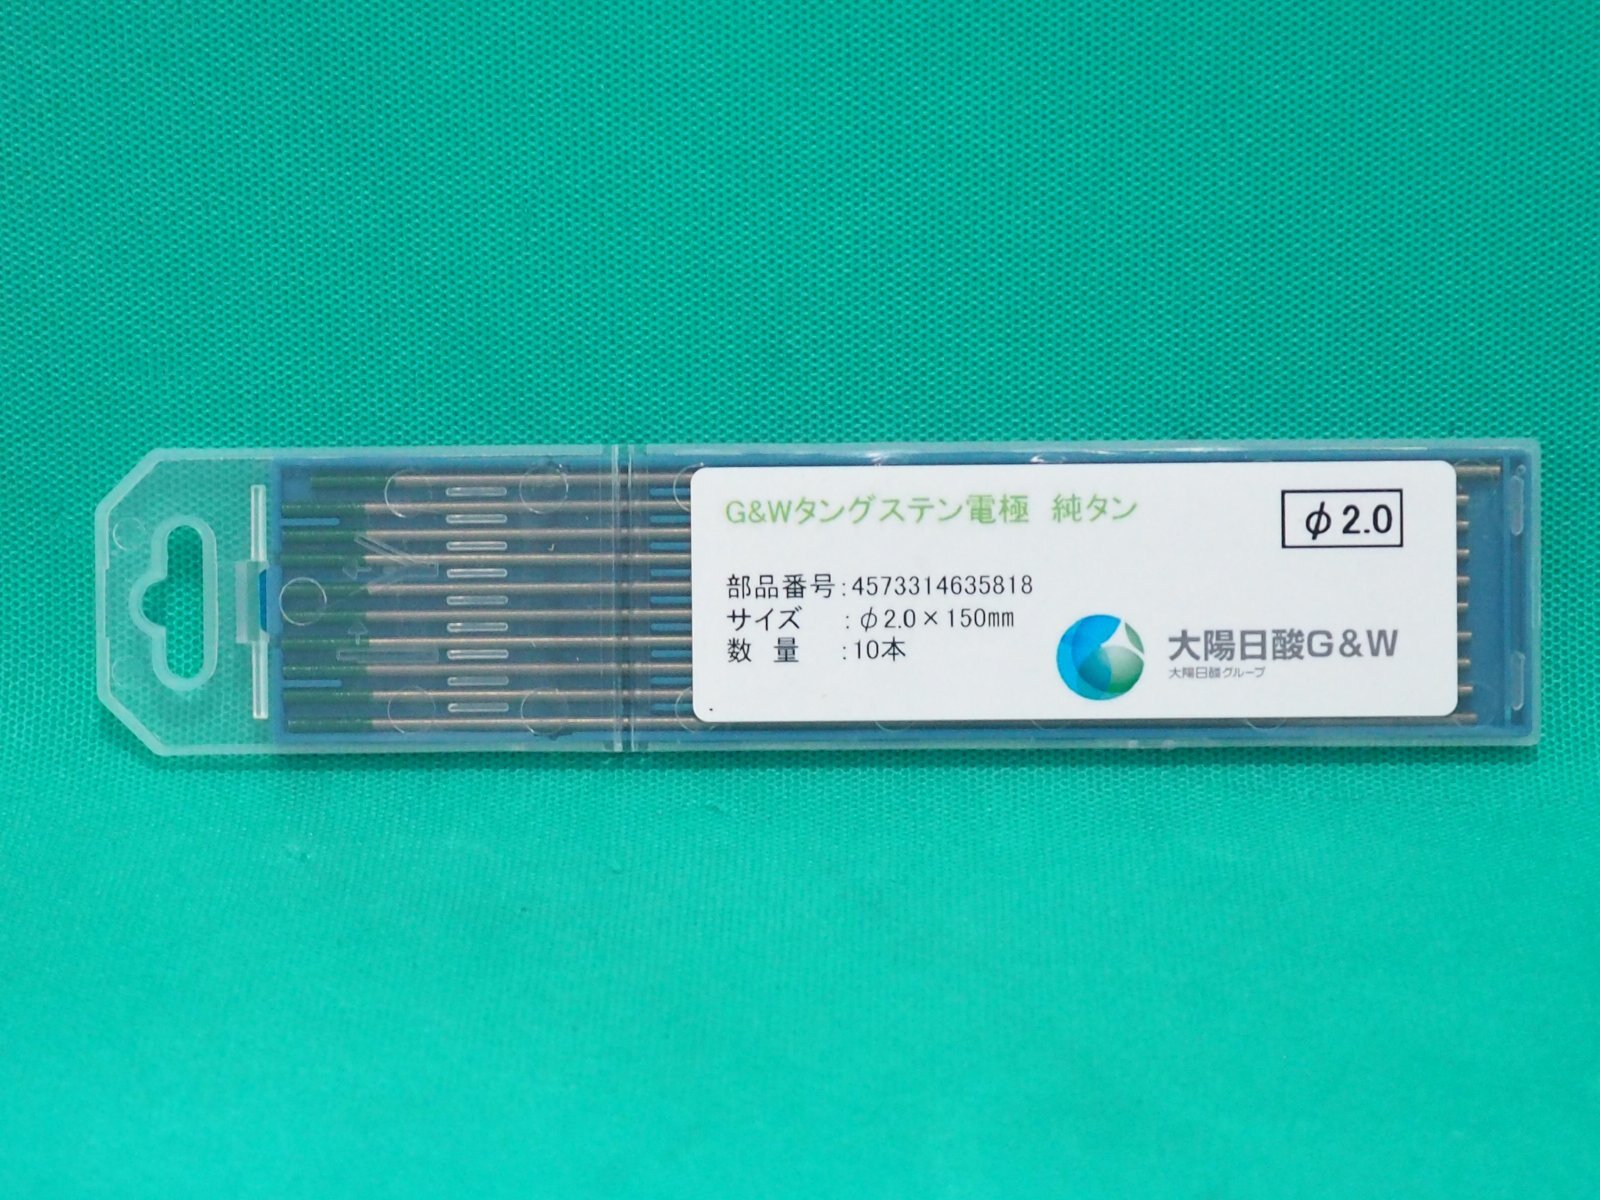 G&Wタングステン電極 純タン
φ2.0
部品番号:4573314635818
サイズ :φ2.0×150mm
数 量 :10本
大陽日酸G&W
大陽日酸グループ